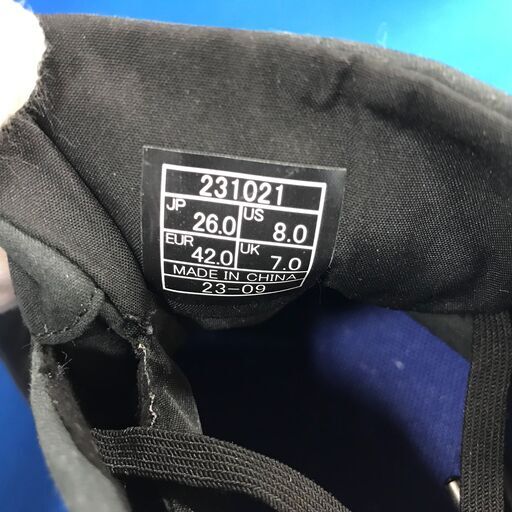 231021
JP 26.0 US 8.0
EUR 42.0 UK 7.0
MADE IN CHINA
23-09